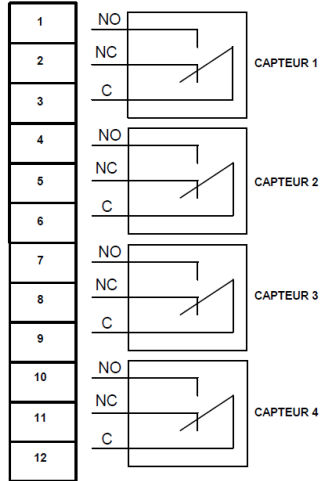 1
NO
2
NC
CAPTEUR 1
3
C
4
NO
5
NC
CAPTEUR 2
6
C
7
NO
8
NC
CAPTEUR 3
9
C
10
NO
11
NC
CAPTEUR 4
12
C